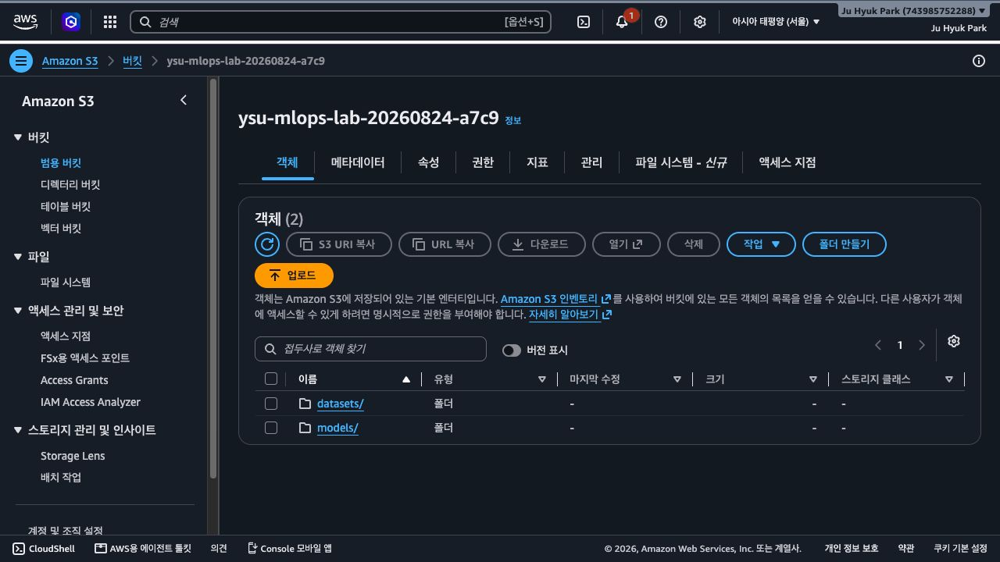 aws
검색
[옵션+S]
1
아시아 태평양 (서울)
Ju Hyuk Park (743985752288)
Ju Hyuk Park
Amazon S3
버킷
ysu-mlops-lab-20260824-a7c9
Amazon S3
버킷
범용 버킷
디렉터리 버킷
테이블 버킷
벡터 버킷
파일
파일 시스템
액세스 관리 및 보안
액세스 지점
FSx용 액세스 포인트
Access Grants
IAM Access Analyzer
스토리지 관리 및 인사이트
Storage Lens
배치 작업
계정 및 조직 설정
ysu-mlops-lab-20260824-a7c9 정보
객체 메타데이터 속성 권한 지표 관리 파일 시스템 - 신규 액세스 지점
객체 (2)
S3 URI 복사 URL 복사 다운로드 열기 삭제 작업 폴더 만들기
업로드
객체는 Amazon S3에 저장되어 있는 기본 엔터티입니다. Amazon S3 인벤토리 를 사용하여 버킷에 있는 모든 객체의 목록을 얻을 수 있습니다. 다른 사용자가 객체
에 액세스할 수 있게 하려면 명시적으로 권한을 부여해야 합니다. 자세히 알아보기
접두사로 객체 찾기 버전 표시 1
이름 유형 마지막 수정 크기 스토리지 클래스
datasets/ 폴더 - - -
models/ 폴더 - - -
CloudShell AWS용 에이전트 툴킷 의견 Console 모바일 앱 © 2026, Amazon Web Services, Inc. 또는 계열사. 개인 정보 보호 약관 쿠키 기본 설정